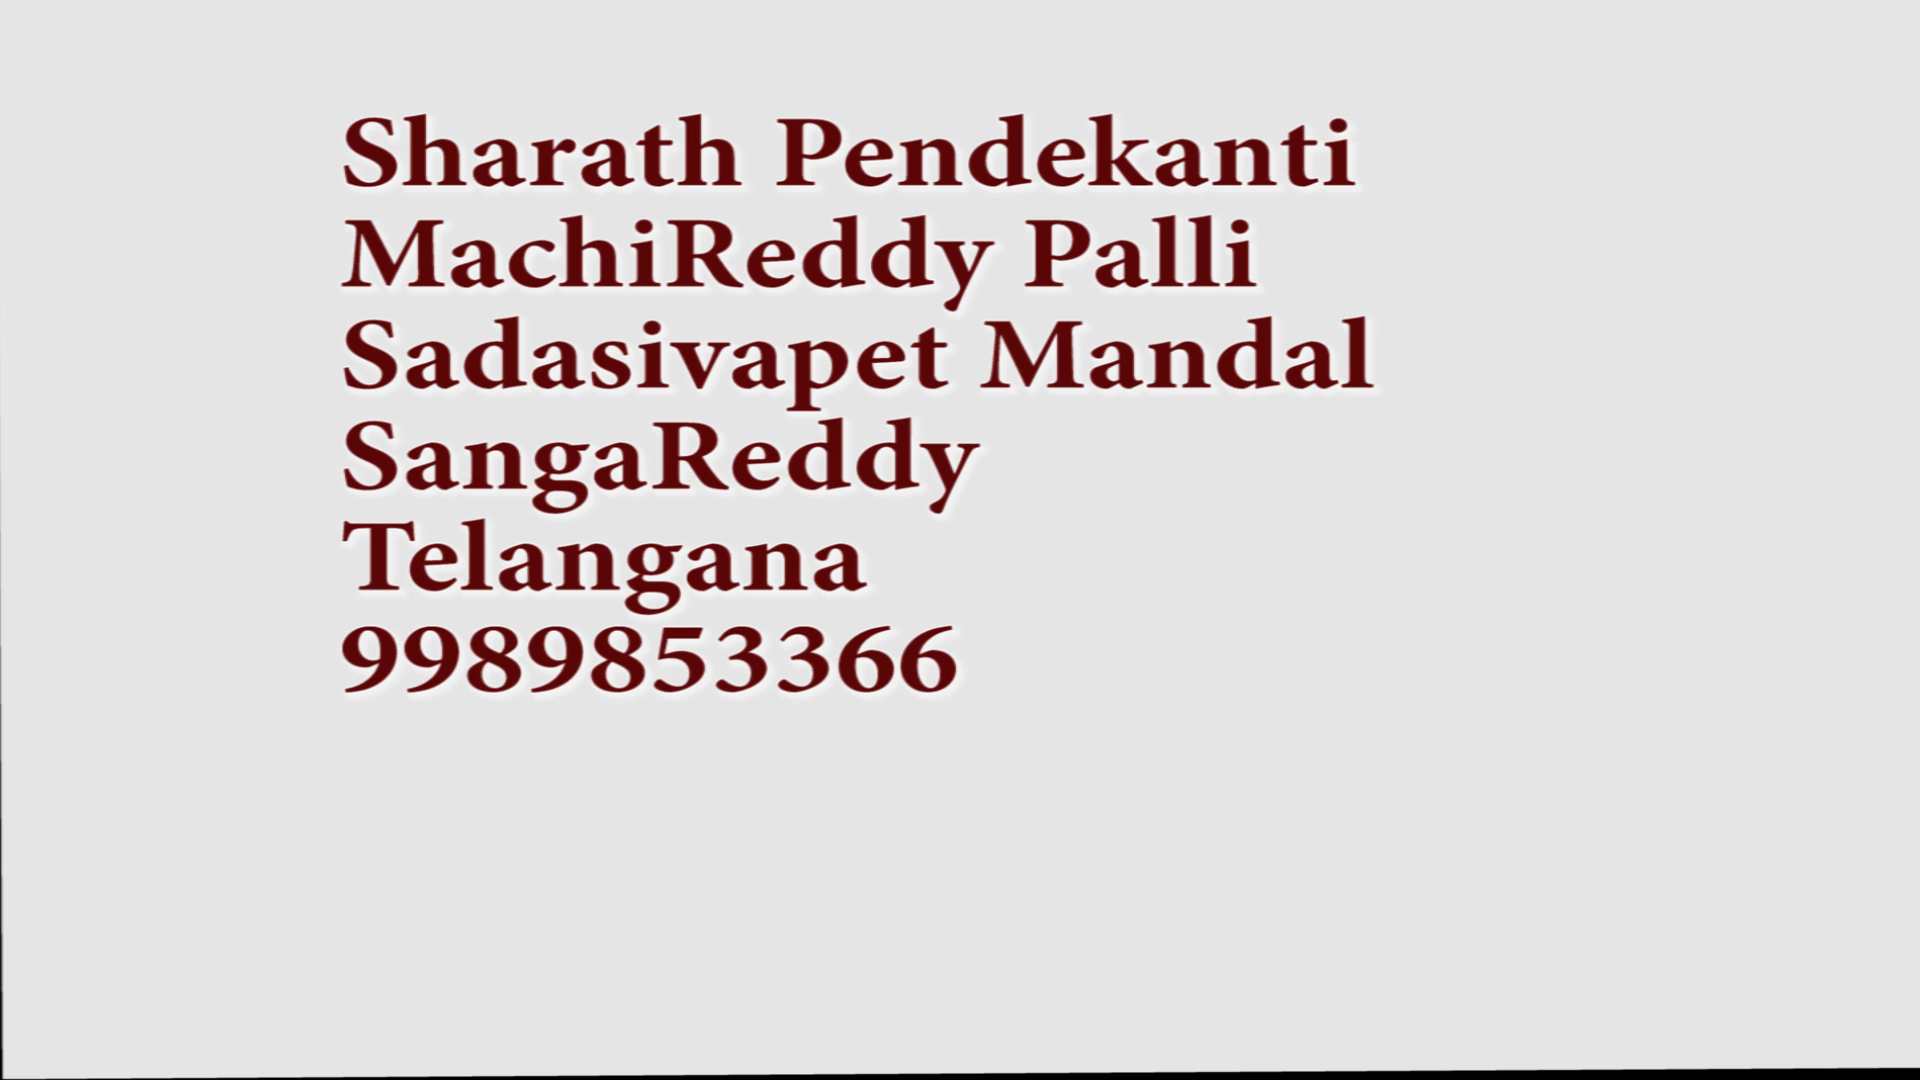 Sharath Pendekanti
MachiReddy Palli
Sadasivapet Mandal
SangaReddy
Telangana
9989853366